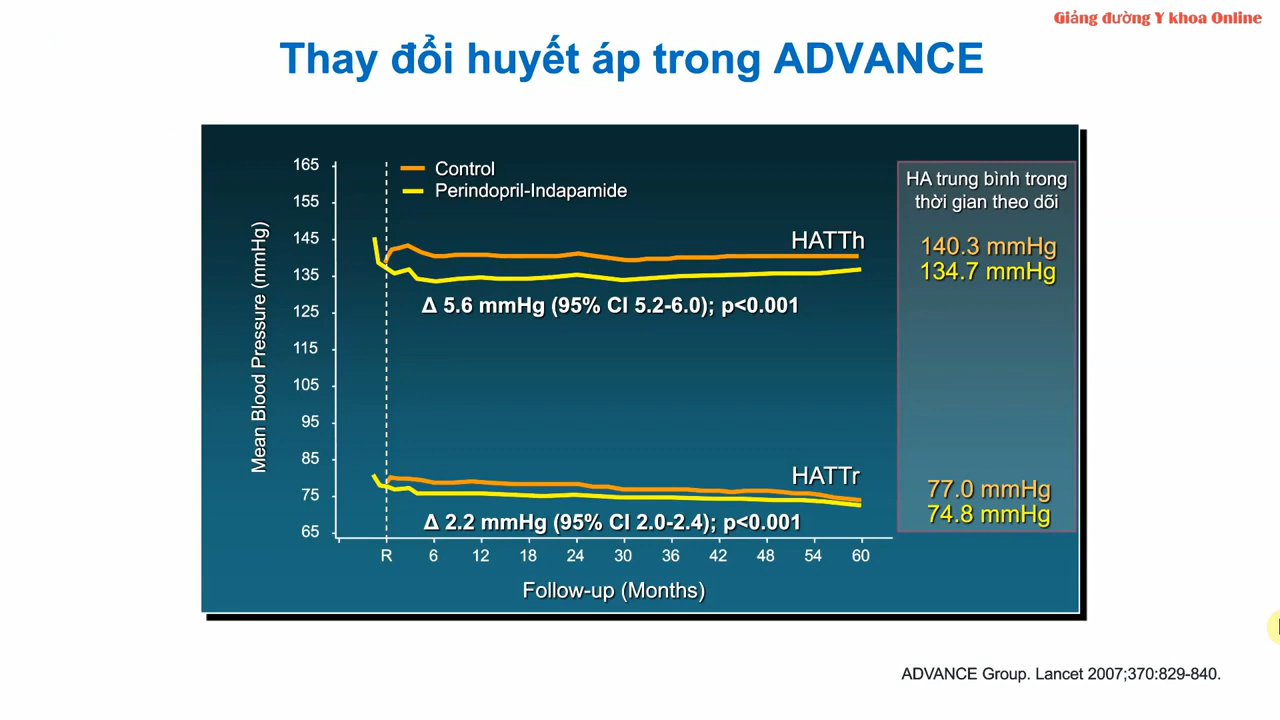 Giảng đường Y khoa Online
Thay đổi huyết áp trong ADVANCE
165
155
145
135
125
115
105
95
85
75
65
Mean Blood Pressure (mmHg)
Control
Perindopril-Indapamide
HATTh
Δ 5.6 mmHg (95% CI 5.2-6.0); p<0.001
HATTr
Δ 2.2 mmHg (95% CI 2.0-2.4); p<0.001
R 6 12 18 24 30 36 42 48 54 60
Follow-up (Months)
HA trung bình trong
thời gian theo dõi
140.3 mmHg
134.7 mmHg
77.0 mmHg
74.8 mmHg
ADVANCE Group. Lancet 2007;370:829-840.